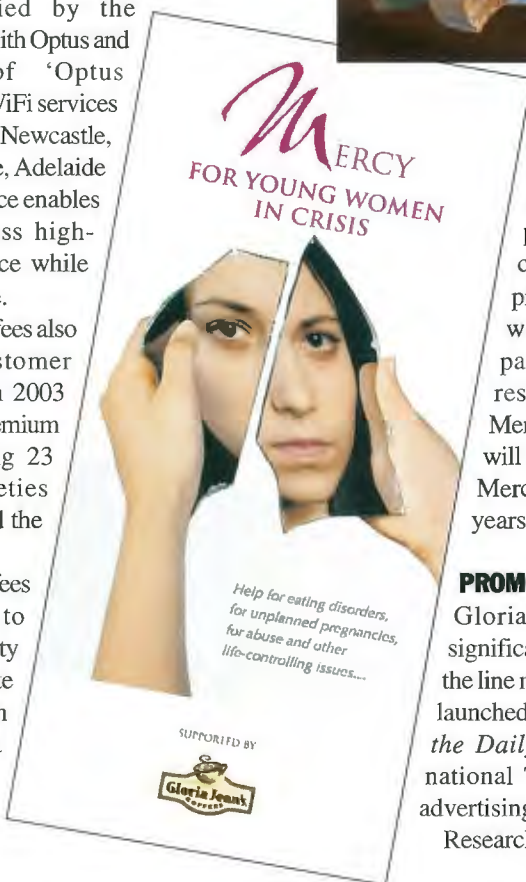 ied by the
ith Optus and
of 'Optus
WiFi services
Newcastle,
e, Adelaide
ce enables
ss high-
ce while
e.
fees also
stomer
n 2003
emium
g 23
eties
d the
fees
to
ty
te
n
MERCY
FOR YOUNG WOMEN
IN CRISIS
Help for eating disorders,
for unplanned pregnancies,
for abuse and other
life-controlling issues....
SUPPORTED BY
Gloria Jean's
COFFEES
p
c
pr
w
pa
res
Mer
will
Merc
years
PROM
Gloria
significa
the line m
launched
the Daily
national T
advertising
Research